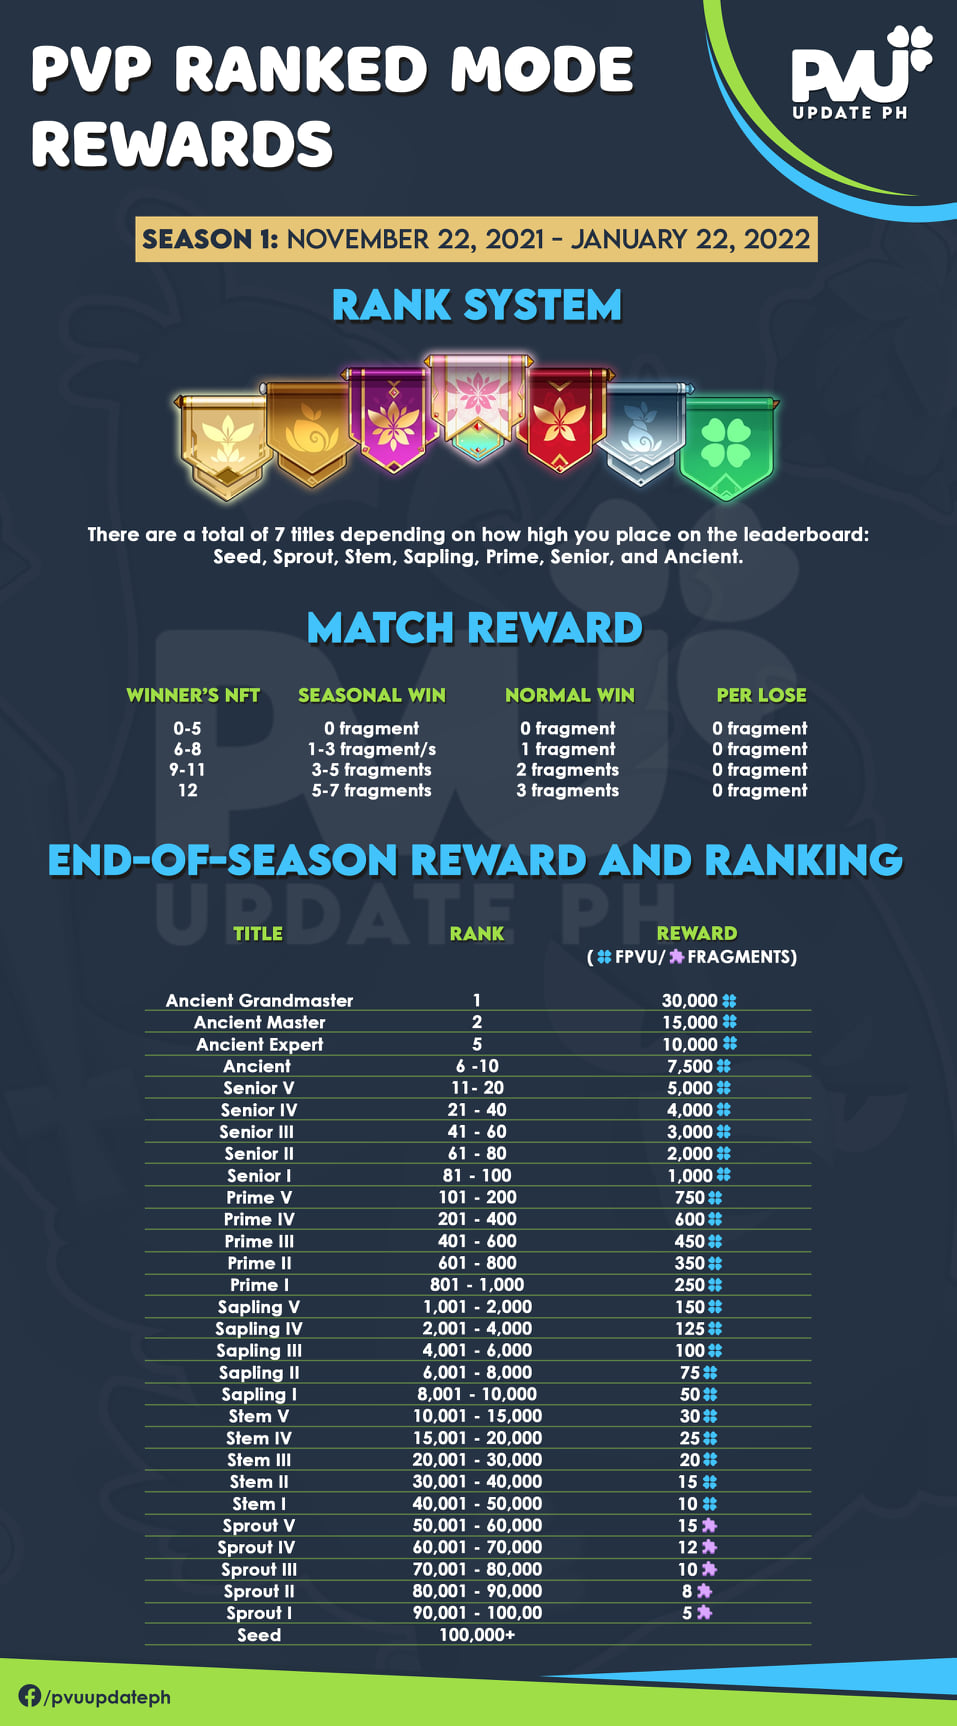 PVP RANKED MODE
REWARDS
PVU
UPDATE PH
SEASON 1: NOVEMBER 22, 2021 - JANUARY 22, 2022
RANK SYSTEM
There are a total of 7 titles depending on how high you place on the leaderboard:
Seed, Sprout, Stem, Sapling, Prime, Senior, and Ancient.
MATCH REWARD
WINNER'S NFT SEASONAL WIN NORMAL WIN PER LOSE
0-5 0 fragment 0 fragment 0 fragment
6-8 1-3 fragment/s 1 fragment 0 fragment
9-11 3-5 fragments 2 fragments 0 fragment
12 5-7 fragments 3 fragments 0 fragment
END-OF-SEASON REWARD AND RANKING
TITLE RANK REWARD
( FPVU/ FRAGMENTS)
Ancient Grandmaster 1 30,000
Ancient Master 2 15,000
Ancient Expert 5 10,000
Ancient 6 -10 7,500
Senior V 11- 20 5,000
Senior IV 21 - 40 4,000
Senior III 41 - 60 3,000
Senior II 61 - 80 2,000
Senior I 81 - 100 1,000
Prime V 101 - 200 750
Prime IV 201 - 400 600
Prime III 401 - 600 450
Prime II 601 - 800 350
Prime I 801 - 1,000 250
Sapling V 1,001 - 2,000 150
Sapling IV 2,001 - 4,000 125
Sapling III 4,001 - 6,000 100
Sapling II 6,001 - 8,000 75
Sapling I 8,001 - 10,000 50
Stem V 10,001 - 15,000 30
Stem IV 15,001 - 20,000 25
Stem III 20,001 - 30,000 20
Stem II 30,001 - 40,000 15
Stem I 40,001 - 50,000 10
Sprout V 50,001 - 60,000 15
Sprout IV 60,001 - 70,000 12
Sprout III 70,001 - 80,000 10
Sprout II 80,001 - 90,000 8
Sprout I 90,001 - 100,00 5
Seed 100,000+
PVU
UPDATE PH
/pvuupdateph